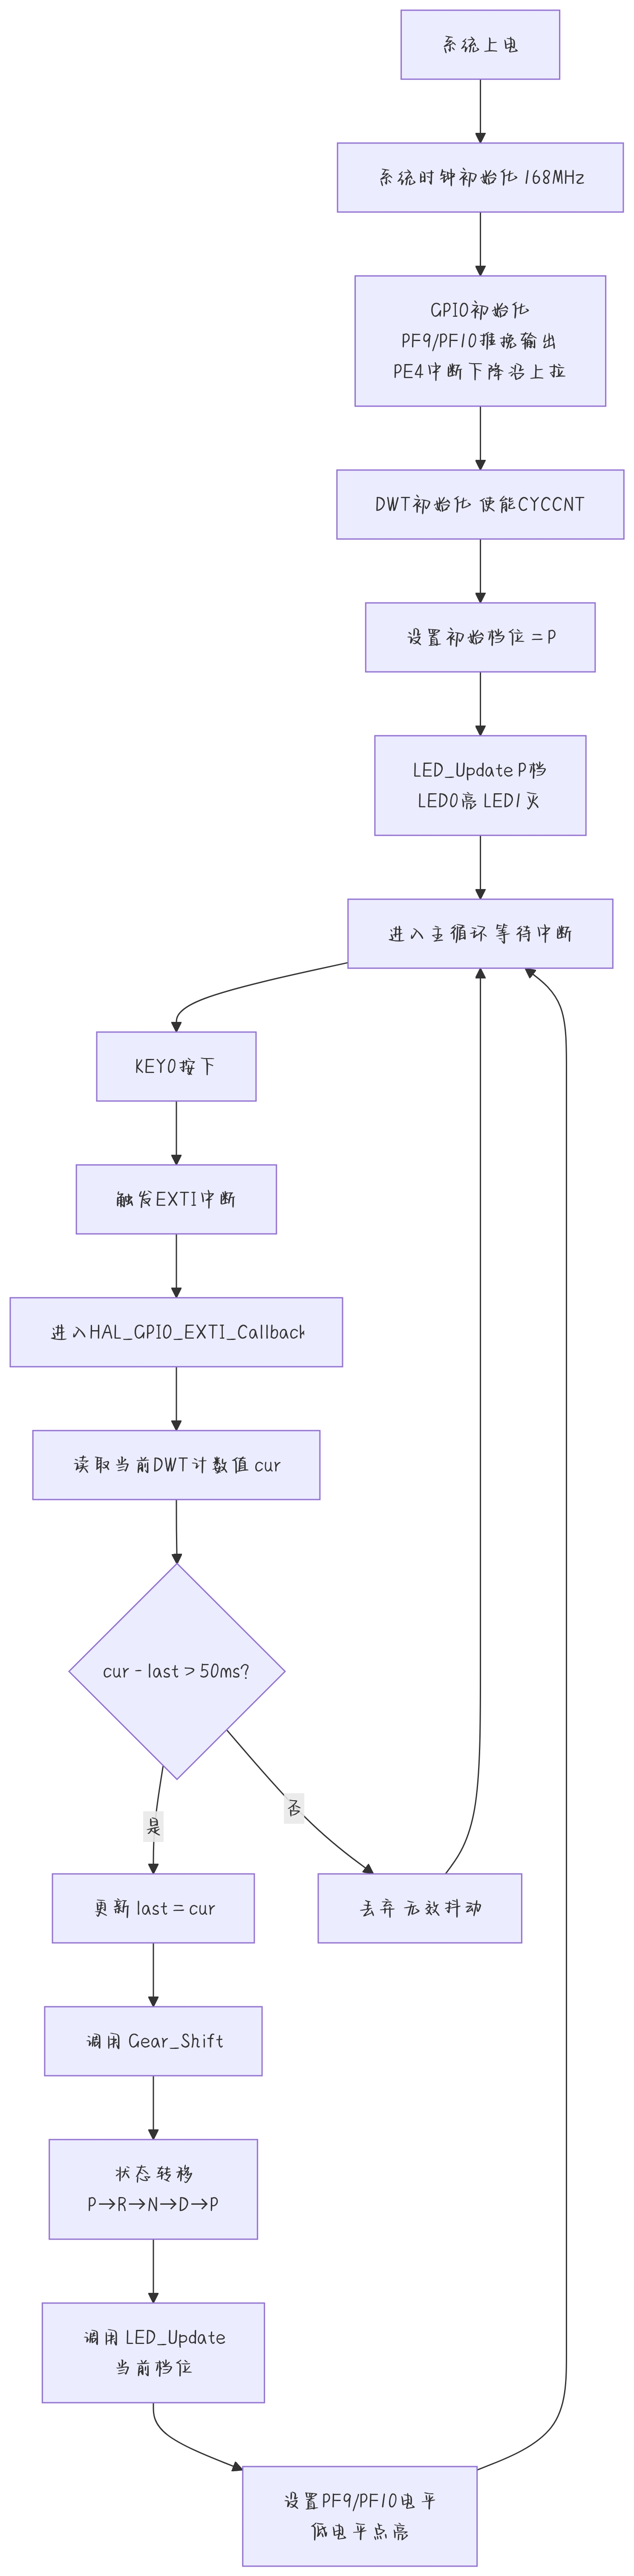 系统上电
系统时钟初始化 168MHz
GPIO初始化
PF9/PF10推挽输出
PE4中断下降沿上拉
DWT初始化 使能CYCCNT
设置初始档位=P
LED_Update P档
LED0亮 LED1灭
进入主循环 等待中断
KEY0按下
触发EXTI中断
进入HAL_GPIO_EXTI_Callback
读取当前DWT计数值 cur
cur - last > 50ms?
是
否
更新 last=cur
丢弃 无效抖动
调用 Gear_Shift
状态转移
P→R→N→D→P
调用 LED_Update
当前档位
设置PF9/PF10电平
低电平点亮